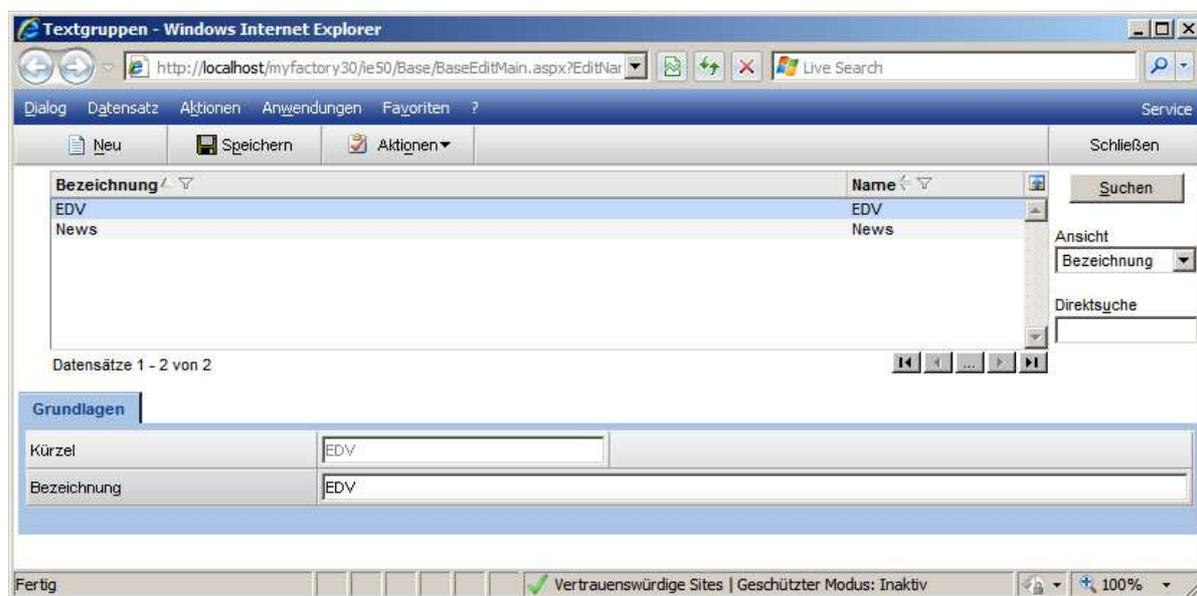 Textgruppen - Windows Internet Explorer
http://localhost/myfactory30/ie50/Base/BaseEditMain.aspx?EditNar
Live Search
Dialog Datensatz Aktionen Anwendungen Favoriten ? Service
Neu Speichern Aktionen Schließen
Bezeichnung Name Suchen
EDV EDV
News News
Ansicht
Bezeichnung
Direktsuche
Datensätze 1 - 2 von 2 ...
Grundlagen
Kürzel EDV
Bezeichnung EDV
Fertig Vertrauenswürdige Sites | Geschützter Modus: Inaktiv 100%